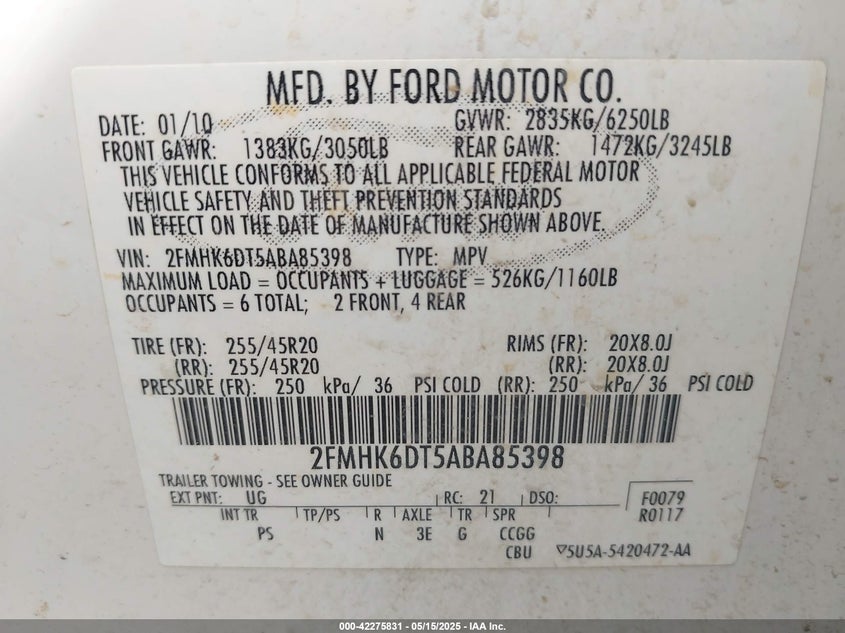 MFD. BY FORD MOTOR CO.
DATE: 01/10 GVWR: 2835KG/6250LB
FRONT GAWR: 1383KG/3050LB REAR GAWR: 1472KG/3245LB
THIS VEHICLE CONFORMS TO ALL APPLICABLE FEDERAL MOTOR
VEHICLE SAFETY AND THEFT PREVENTION STANDARDS
IN EFFECT ON THE DATE OF MANUFACTURE SHOWN ABOVE.
VIN: 2FMHK6DT5ABA85398 TYPE: MPV
MAXIMUM LOAD = OCCUPANTS + LUGGAGE = 526KG/1160LB
OCCUPANTS = 6 TOTAL; 2 FRONT, 4 REAR
TIRE (FR): 255/45R20 RIMS (FR): 20X8.0J
(RR): 255/45R20 (RR): 20X8.0J
PRESSURE (FR): 250 kPa/ 36 PSI COLD (RR): 250 kPa/ 36 PSI COLD
2FMHK6DT5ABA85398
TRAILER TOWING - SEE OWNER GUIDE
EXT PNT: UG RC: 21 DSO: F0079
INT TR TP/PS R AXLE TR SPR R0117
PS N 3E G CCGG
CBU 5U5A-5420472-AA
000-42275831 - 05/15/2025 - IAA Inc.